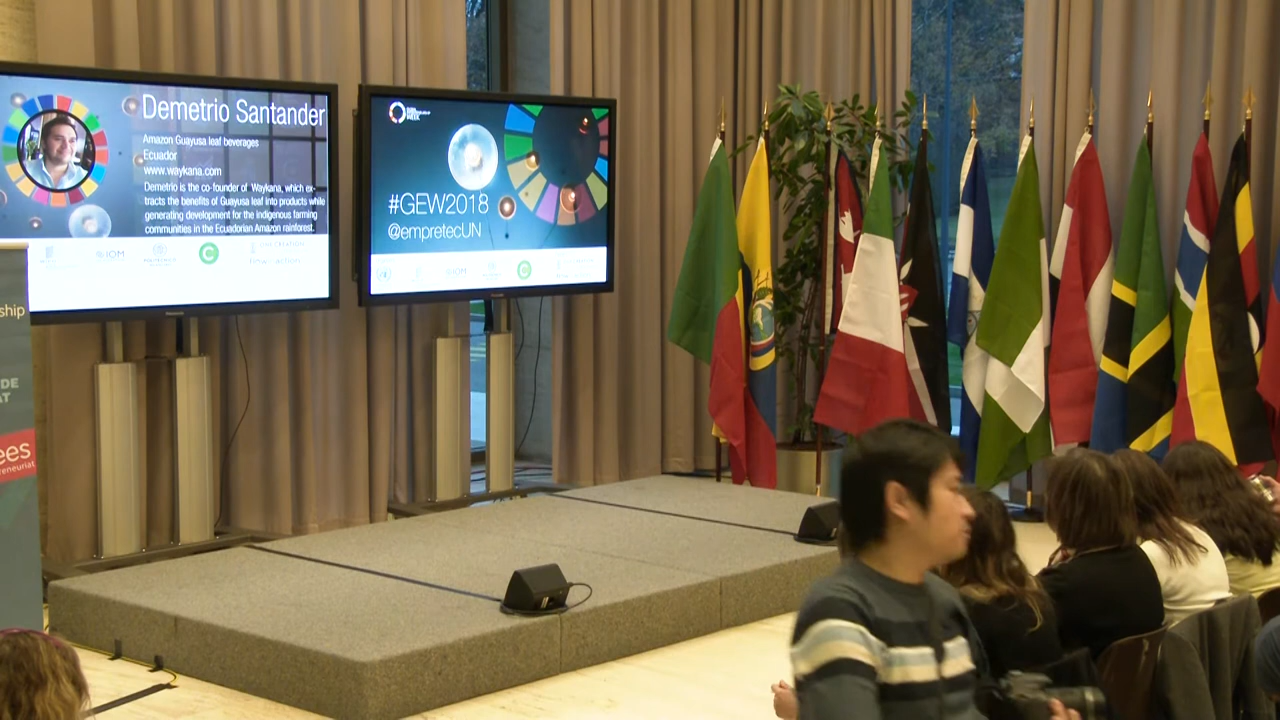 Demetrio Santander
Amazon Guayusa leaf beverages
Ecuador
www.waykana.com
Demetrio is the co-founder of Waykana, which ex-
tracts the benefits of Guayusa leaf into products while
generating development for the indigenous farming
communities in the Ecuadorian Amazon rainforest.
IOM
#GEW2018
@empretecUN
IOM
ship
DE
AT
ees
reneuriat